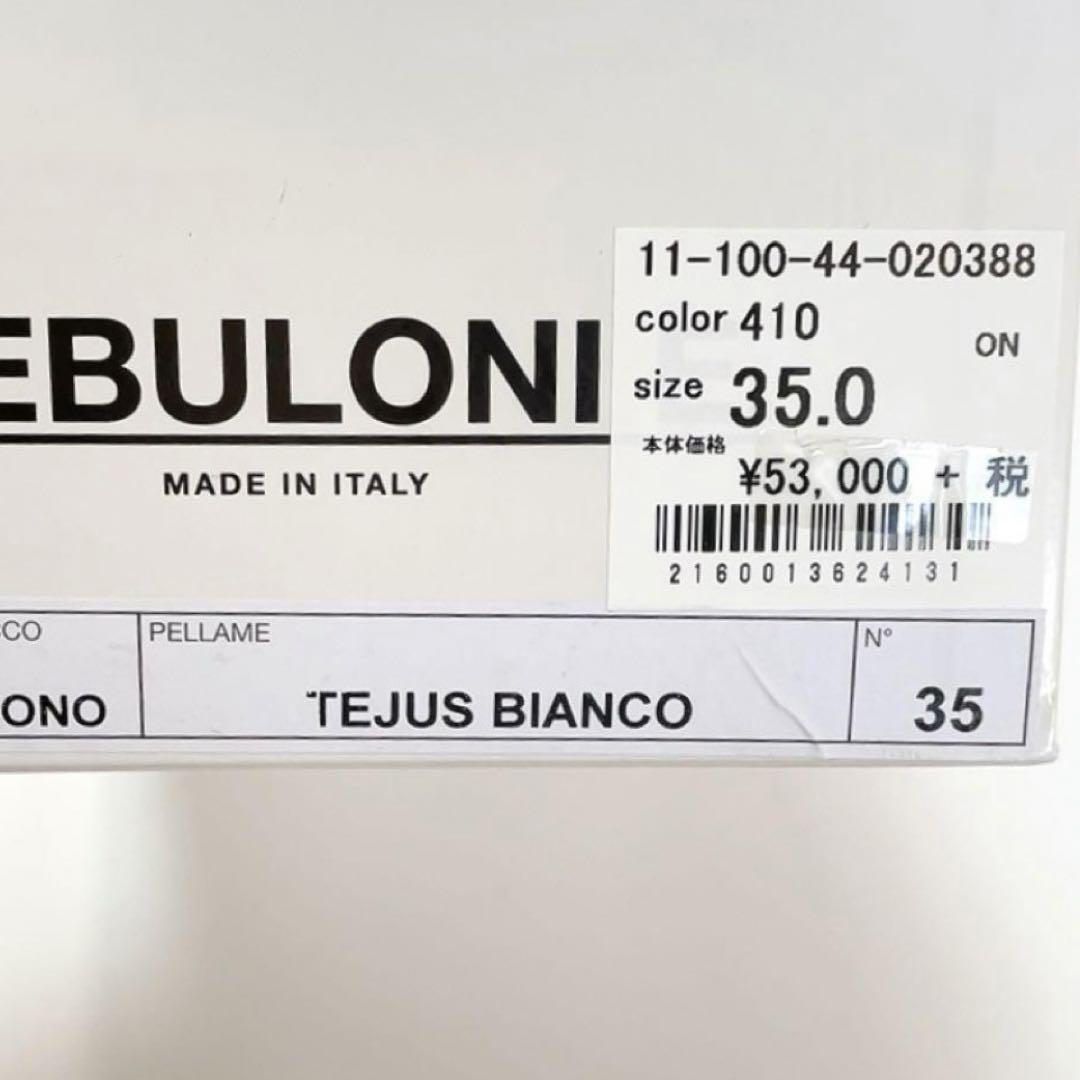 EBULONI
MADE IN ITALY
11-100-44-020388
color 410
ON
size 35.0
本体価格
¥53,000 + 税
2160013624131
CO
PELLAME
N°
ONO
TEJUS BIANCO
35